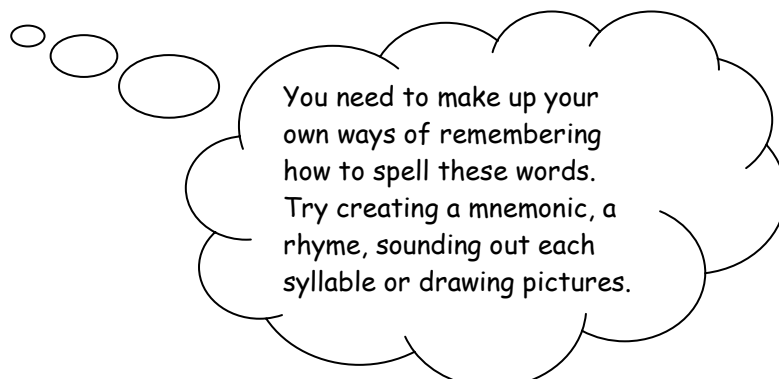 You need to make up your
own ways of remembering
how to spell these words.
Try creating a mnemonic, a
rhyme, sounding out each
syllable or drawing pictures.